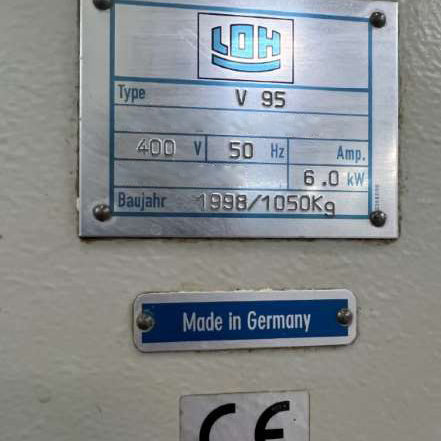 LOH
Type V 95
400 V 50 Hz Amp.
6.0 kW
Baujahr 1998/1050Kg
Made in Germany
CE